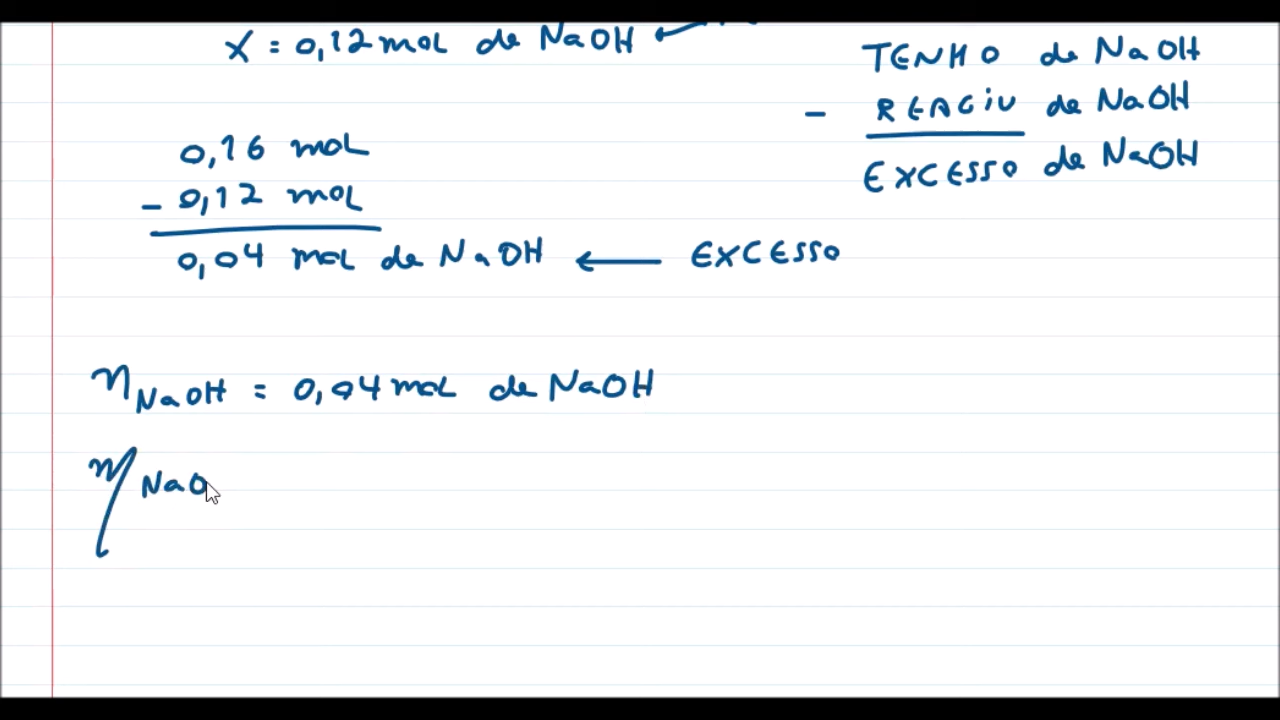 X = 0,12 mol de NaOH
TENHO de NaOH
- REAGIU de NaOH
EXCESSO de NaOH
0,16 mol
- 0,12 mol
0,04 mol de NaOH ← EXCESSO
n NaOH = 0,04 mol de NaOH
m/ NaO